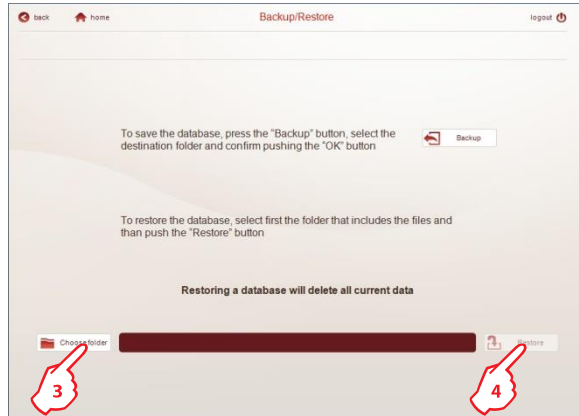 back home Backup/Restore logout
To save the database, press the "Backup" button, select the
destination folder and confirm pushing the "OK" button
Backup
To restore the database, select first the folder that includes the files and
than push the "Restore" button
Restoring a database will delete all current data
Choose folder Restore
3 4